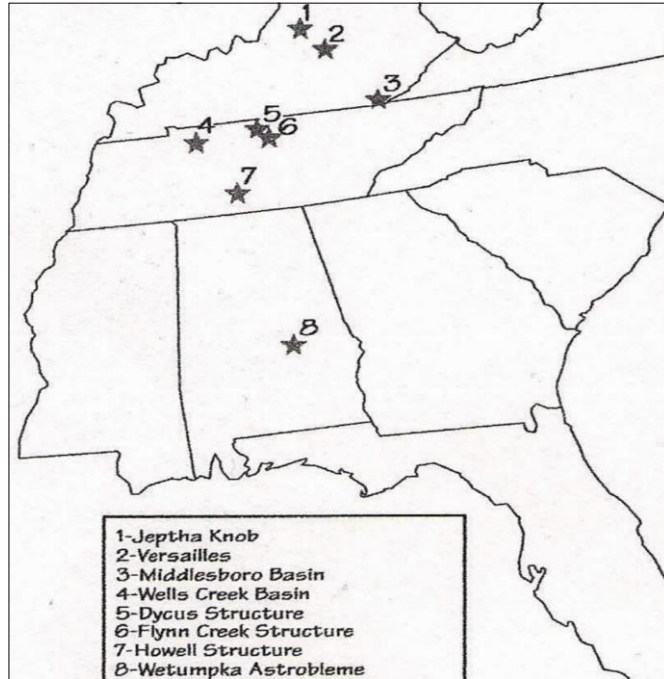 1
2
3
4
5
6
7
8
1-Jeptha Knob
2-Versailles
3-Middlesboro Basin
4-Wells Creek Basin
5-Dycus Structure
6-Flynn Creek Structure
7-Howell Structure
8-Wetumpka Astrobleme